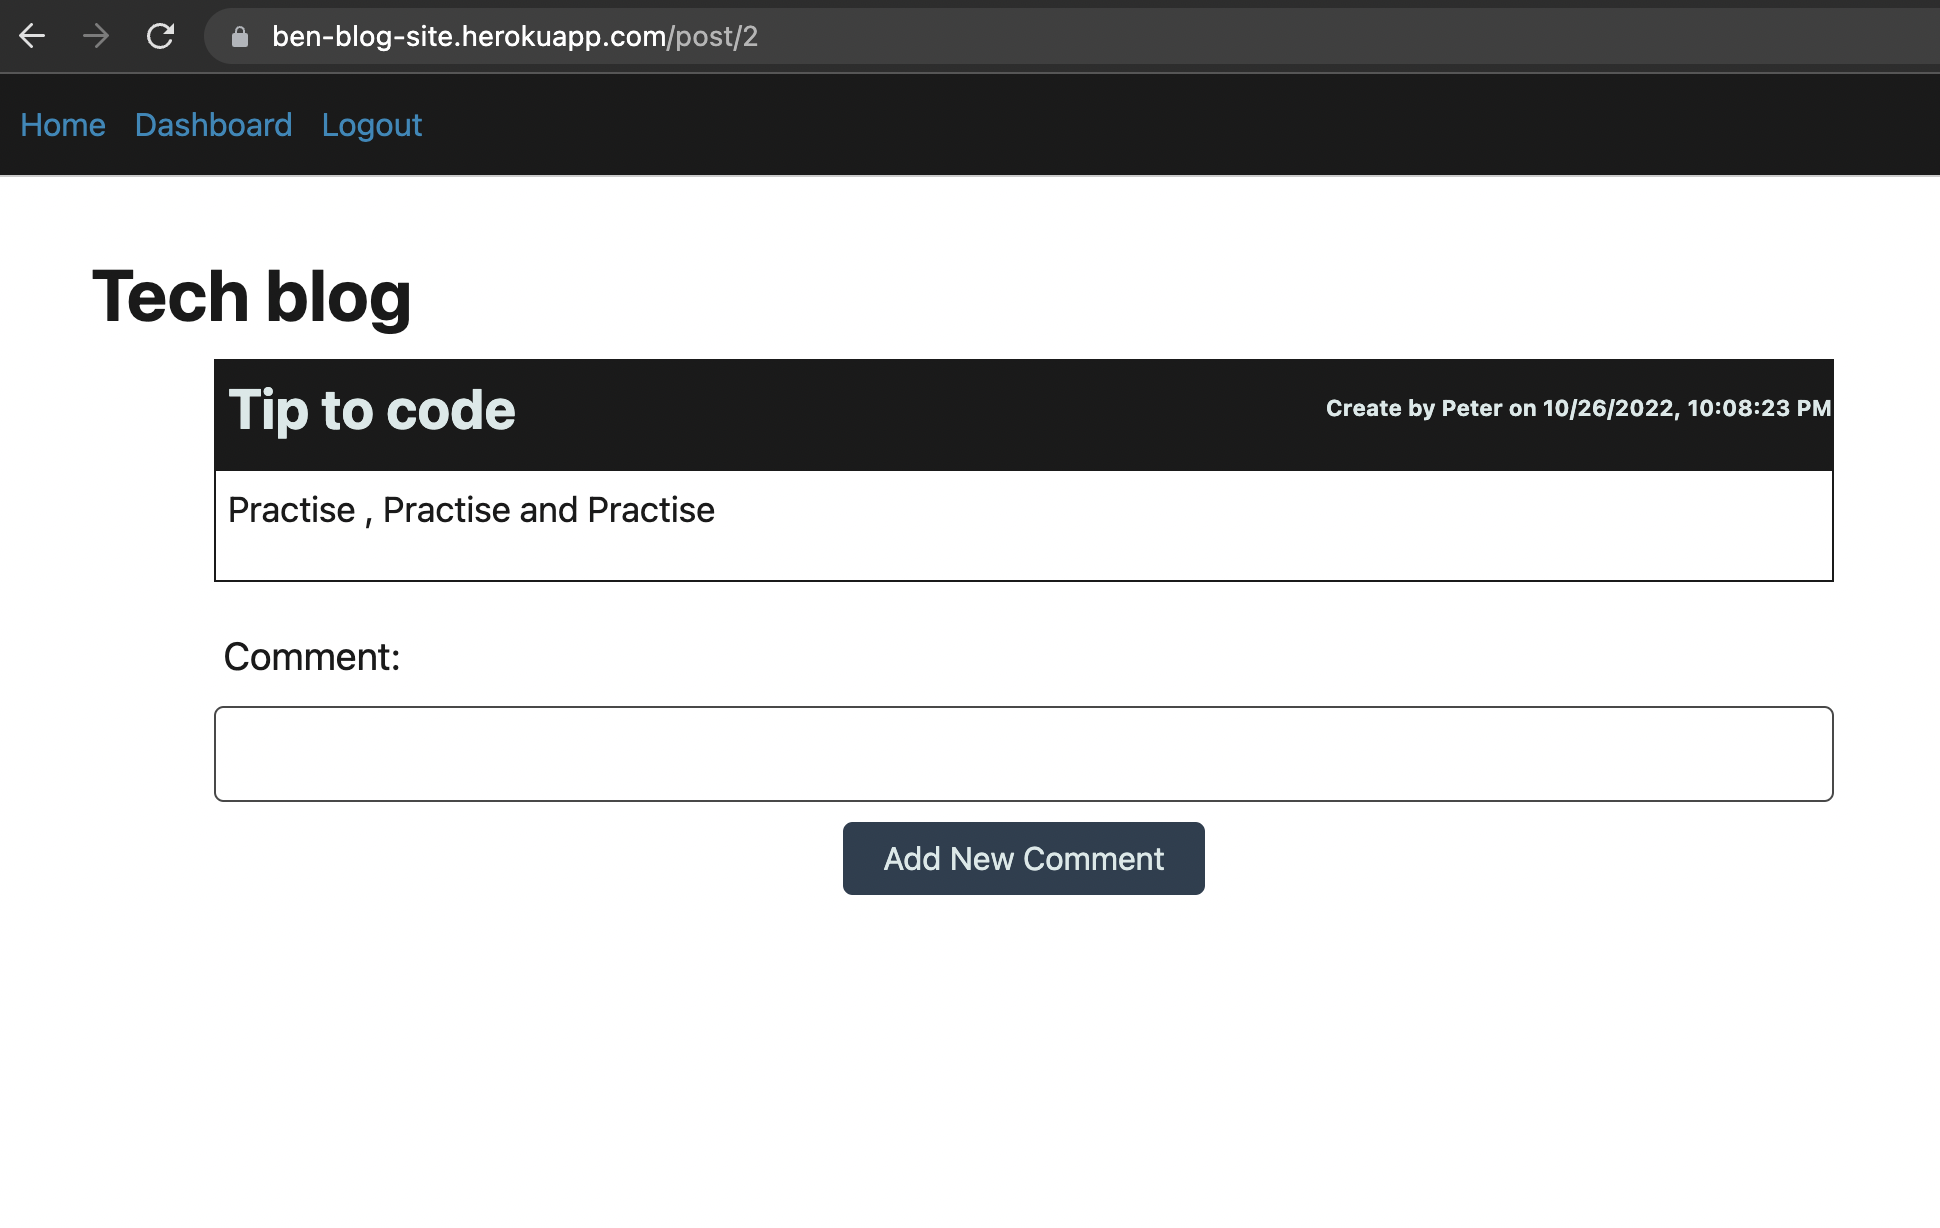 ben-blog-site.herokuapp.com/post/2
Home Dashboard Logout
Tech blog
Tip to code Create by Peter on 10/26/2022, 10:08:23 PM
Practise , Practise and Practise
Comment:
Add New Comment